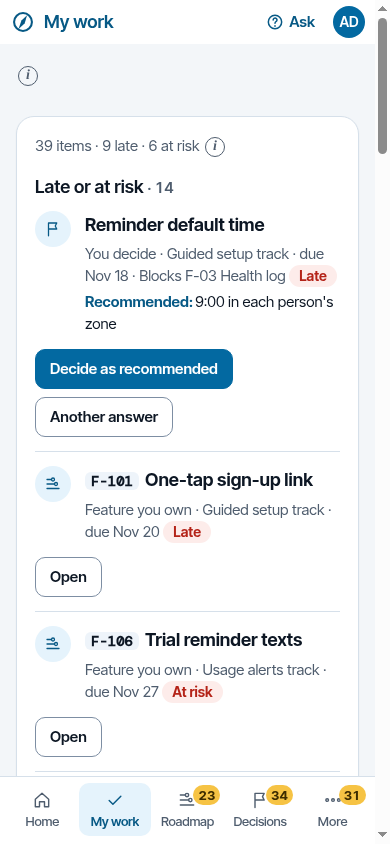 My work
Ask
AD
i
39 items · 9 late · 6 at risk i
Late or at risk · 14
Reminder default time
You decide · Guided setup track · due
Nov 18 · Blocks F-03 Health log Late
Recommended: 9:00 in each person's
zone
Decide as recommended
Another answer
F-101 One-tap sign-up link
Feature you own · Guided setup track ·
due Nov 20 Late
Open
F-106 Trial reminder texts
Feature you own · Usage alerts track ·
due Nov 27 At risk
Open
23
34
31
Home
My work
Roadmap
Decisions
More